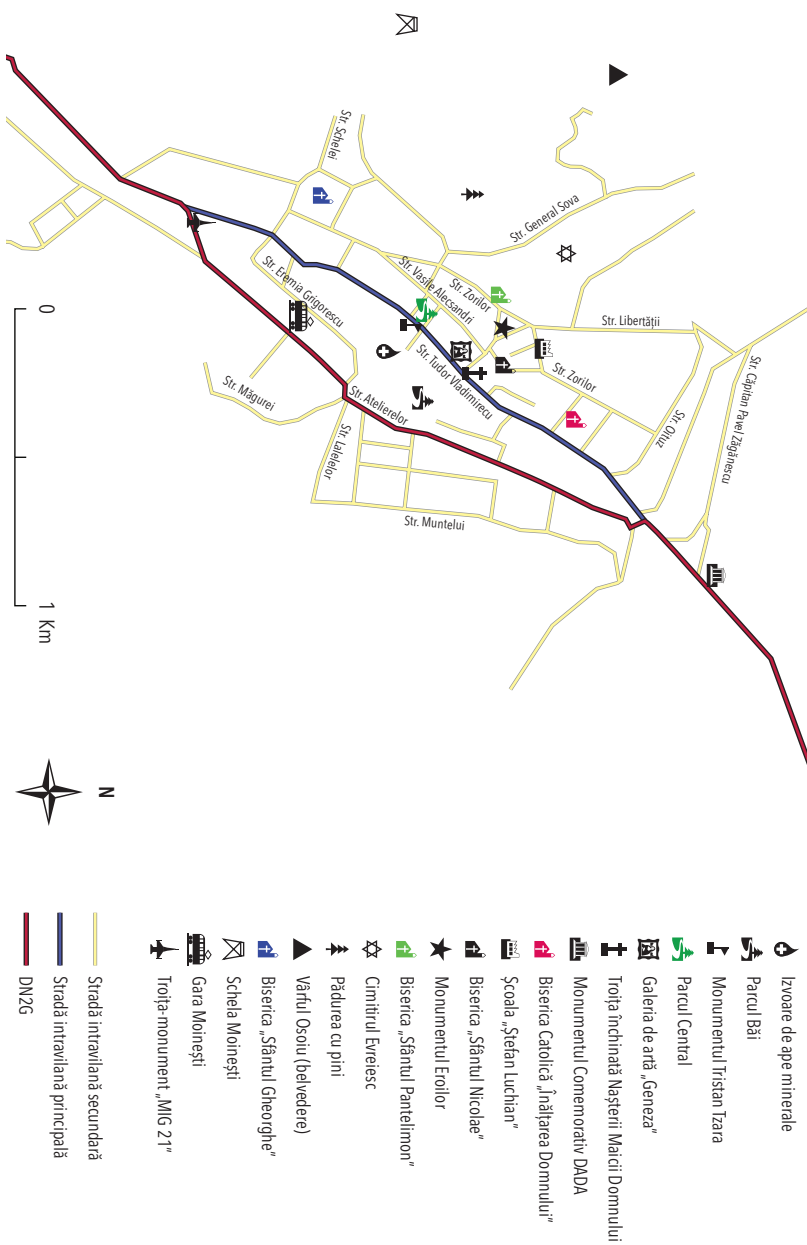 Str. Schelei
Str. General Sova
Str. Vasile Alecsandri
Str. Zorilor
Str. Eremia Grigorescu
Str. Libertății
Str. Căpitan Pavel Zăgănescu
Str. Zorilor
Str. Tudor Vladimirecu
Str. Oituz
Str. Măgurei
Str. Atelierelor
Str. Lalelelor
Str. Muntelui
0
1 Km
N
Izvoare de ape minerale
Parcul Băi
Monumentul Tristan Tzara
Parcul Central
Galeria de artă „Geneza”
Troița închinată Nașterii Maicii Domnului
Monumentul Comemorativ DADA
Biserica Catolică „Înălțarea Domnului”
Școala „Ștefan Luchian”
Biserica „Sfântul Nicolae”
Monumentul Eroilor
Biserica „Sfântul Pantelimon”
Cimitirul Evreiesc
Pădurea cu pini
Vârful Osoiu (belvedere)
Biserica „Sfântul Gheorghe”
Schela Moinești
Gara Moinești
Troița-monument „MIG 21”
Stradă intravilană secundară
Stradă intravilană principală
DN2G